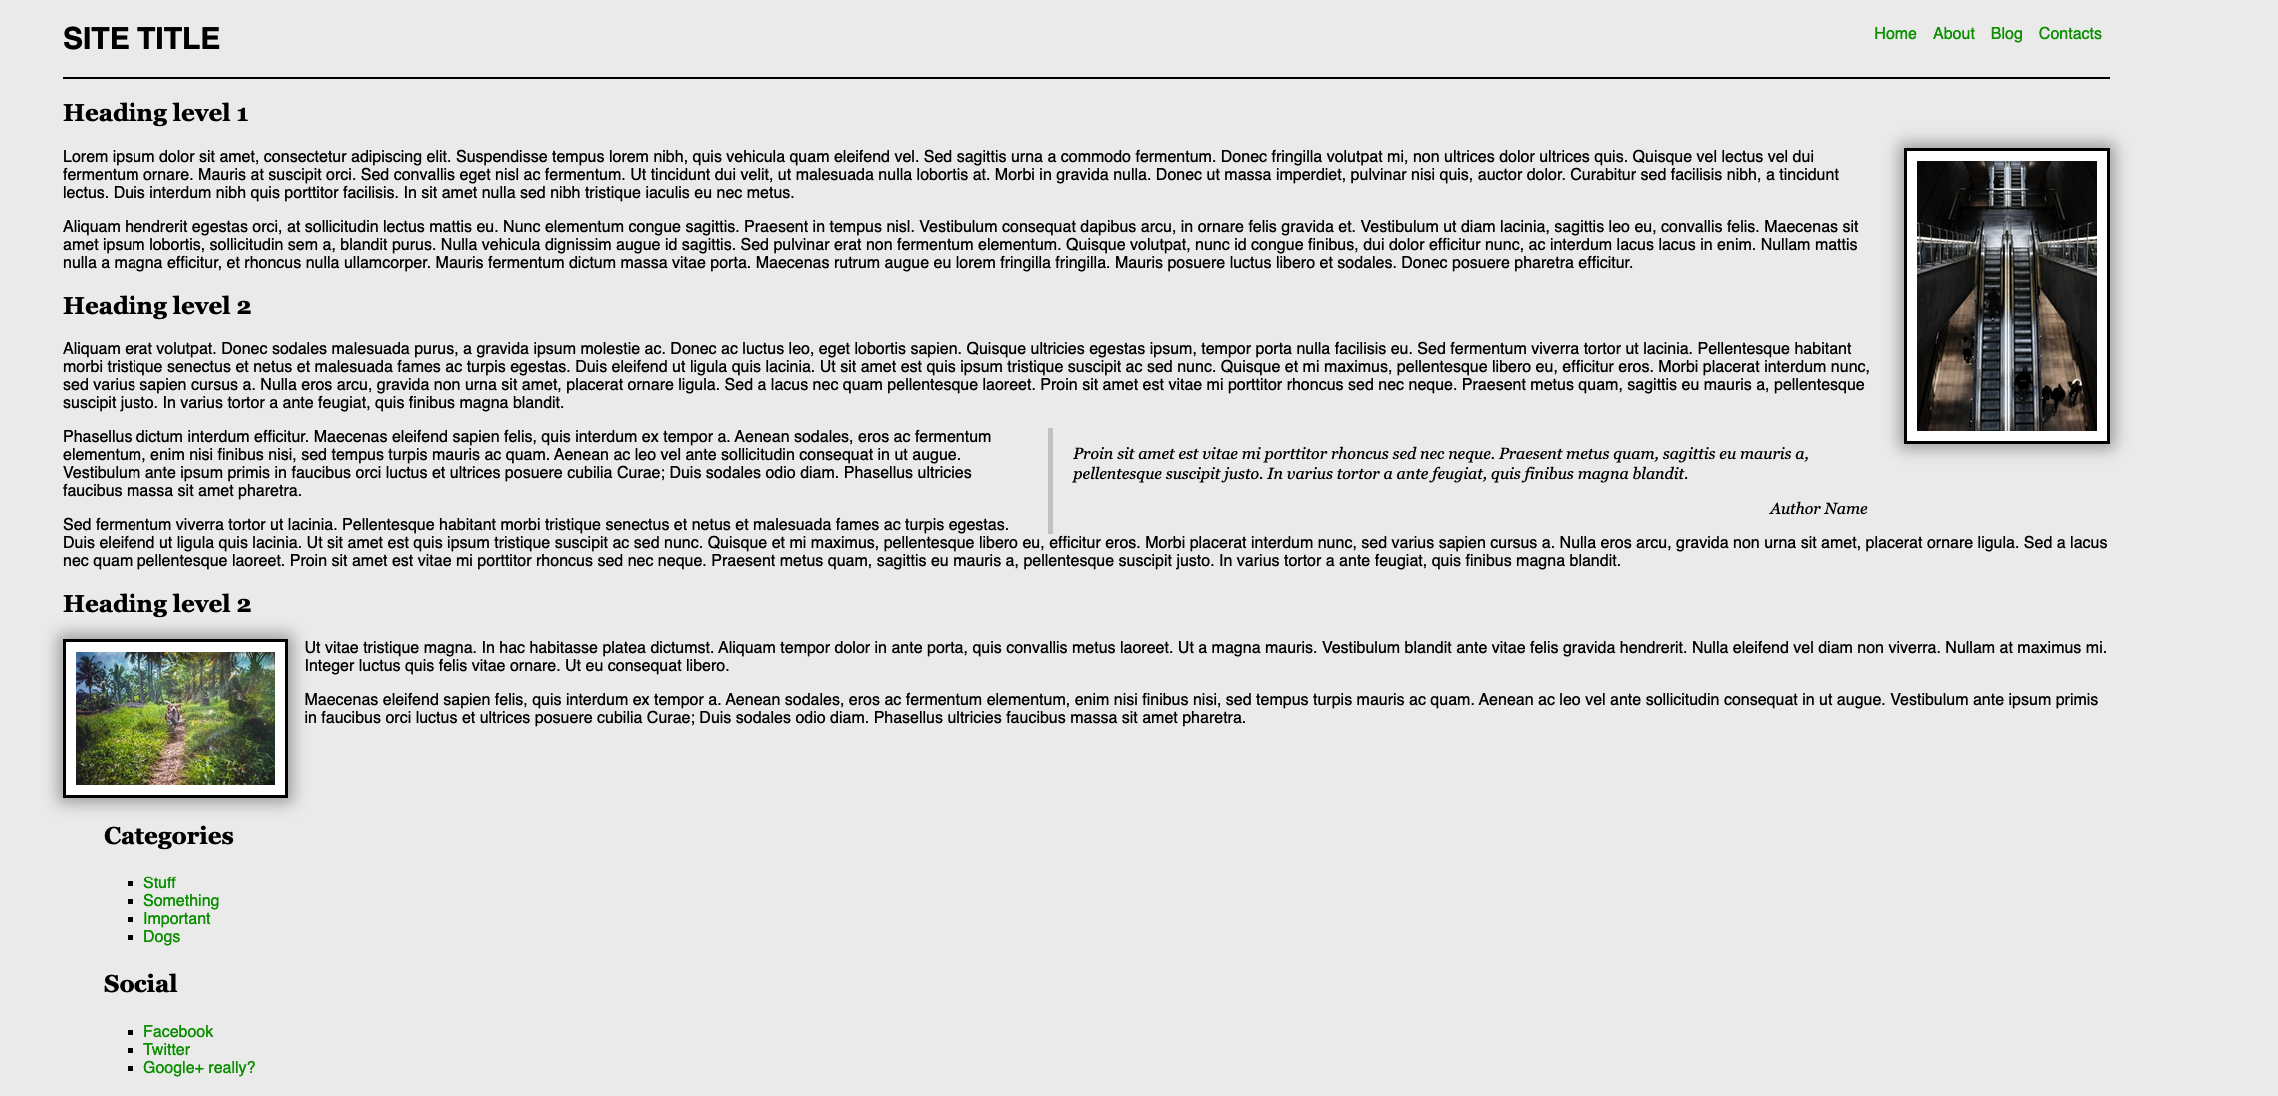 SITE TITLE
Home About Blog Contacts
Heading level 1
Lorem ipsum dolor sit amet, consectetur adipiscing elit. Suspendisse tempus lorem nibh, quis vehicula quam eleifend vel. Sed sagittis urna a commodo fermentum. Donec fringilla volutpat mi, non ultrices dolor ultrices quis. Quisque vel lectus vel dui
fermentum ornare. Mauris at suscipit orci. Sed convallis eget nisl ac fermentum. Ut tincidunt dui velit, ut malesuada nulla lobortis at. Morbi in gravida nulla. Donec ut massa imperdiet, pulvinar nisi quis, auctor dolor. Curabitur sed facilisis nibh, a tincidunt
lectus. Duis interdum nibh quis porttitor facilisis. In sit amet nulla sed nibh tristique iaculis eu nec metus.
Aliquam hendrerit egestas orci, at sollicitudin lectus mattis eu. Nunc elementum congue sagittis. Praesent in tempus nisl. Vestibulum consequat dapibus arcu, in ornare felis gravida et. Vestibulum ut diam lacinia, sagittis leo eu, convallis felis. Maecenas sit
amet ipsum lobortis, sollicitudin sem a, blandit purus. Nulla vehicula dignissim augue id sagittis. Sed pulvinar erat non fermentum elementum. Quisque volutpat, nunc id congue finibus, dui dolor efficitur nunc, ac interdum lacus lacus in enim. Nullam mattis
nulla a magna efficitur, et rhoncus nulla ullamcorper. Mauris fermentum dictum massa vitae porta. Maecenas rutrum augue eu lorem fringilla fringilla. Mauris posuere luctus libero et sodales. Donec posuere pharetra efficitur.
Heading level 2
Aliquam erat volutpat. Donec sodales malesuada purus, a gravida ipsum molestie ac. Donec ac luctus leo, eget lobortis sapien. Quisque ultricies egestas ipsum, tempor porta nulla facilisis eu. Sed fermentum viverra tortor ut lacinia. Pellentesque habitant
morbi tristique senectus et netus et malesuada fames ac turpis egestas. Duis eleifend ut ligula quis lacinia. Ut sit amet est quis ipsum tristique suscipit ac sed nunc. Quisque et mi maximus, pellentesque libero eu, efficitur eros. Morbi placerat interdum nunc,
sed varius sapien cursus a. Nulla eros arcu, gravida non urna sit amet, placerat ornare ligula. Sed a lacus nec quam pellentesque laoreet. Proin sit amet est vitae mi porttitor rhoncus sed nec neque. Praesent metus quam, sagittis eu mauris a, pellentesque
suscipit justo. In varius tortor a ante feugiat, quis finibus magna blandit.
Phasellus dictum interdum efficitur. Maecenas eleifend sapien felis, quis interdum ex tempor a. Aenean sodales, eros ac fermentum
elementum, enim nisi finibus nisi, sed tempus turpis mauris ac quam. Aenean ac leo vel ante sollicitudin consequat in ut augue.
Vestibulum ante ipsum primis in faucibus orci luctus et ultrices posuere cubilia Curae; Duis sodales odio diam. Phasellus ultricies
faucibus massa sit amet pharetra.
Proin sit amet est vitae mi porttitor rhoncus sed nec neque. Praesent metus quam, sagittis eu mauris a,
pellentesque suscipit justo. In varius tortor a ante feugiat, quis finibus magna blandit.
Author Name
Sed fermentum viverra tortor ut lacinia. Pellentesque habitant morbi tristique senectus et netus et malesuada fames ac turpis egestas.
Duis eleifend ut ligula quis lacinia. Ut sit amet est quis ipsum tristique suscipit ac sed nunc. Quisque et mi maximus, pellentesque libero eu, efficitur eros. Morbi placerat interdum nunc, sed varius sapien cursus a. Nulla eros arcu, gravida non urna sit amet, placerat ornare ligula. Sed a lacus
nec quam pellentesque laoreet. Proin sit amet est vitae mi porttitor rhoncus sed nec neque. Praesent metus quam, sagittis eu mauris a, pellentesque suscipit justo. In varius tortor a ante feugiat, quis finibus magna blandit.
Heading level 2
Ut vitae tristique magna. In hac habitasse platea dictumst. Aliquam tempor dolor in ante porta, quis convallis metus laoreet. Ut a magna mauris. Vestibulum blandit ante vitae felis gravida hendrerit. Nulla eleifend vel diam non viverra. Nullam at maximus mi.
Integer luctus quis felis vitae ornare. Ut eu consequat libero.
Maecenas eleifend sapien felis, quis interdum ex tempor a. Aenean sodales, eros ac fermentum elementum, enim nisi finibus nisi, sed tempus turpis mauris ac quam. Aenean ac leo vel ante sollicitudin consequat in ut augue. Vestibulum ante ipsum primis
in faucibus orci luctus et ultrices posuere cubilia Curae; Duis sodales odio diam. Phasellus ultricies faucibus massa sit amet pharetra.
Categories
Stuff
Something
Important
Dogs
Social
Facebook
Twitter
Google+ really?